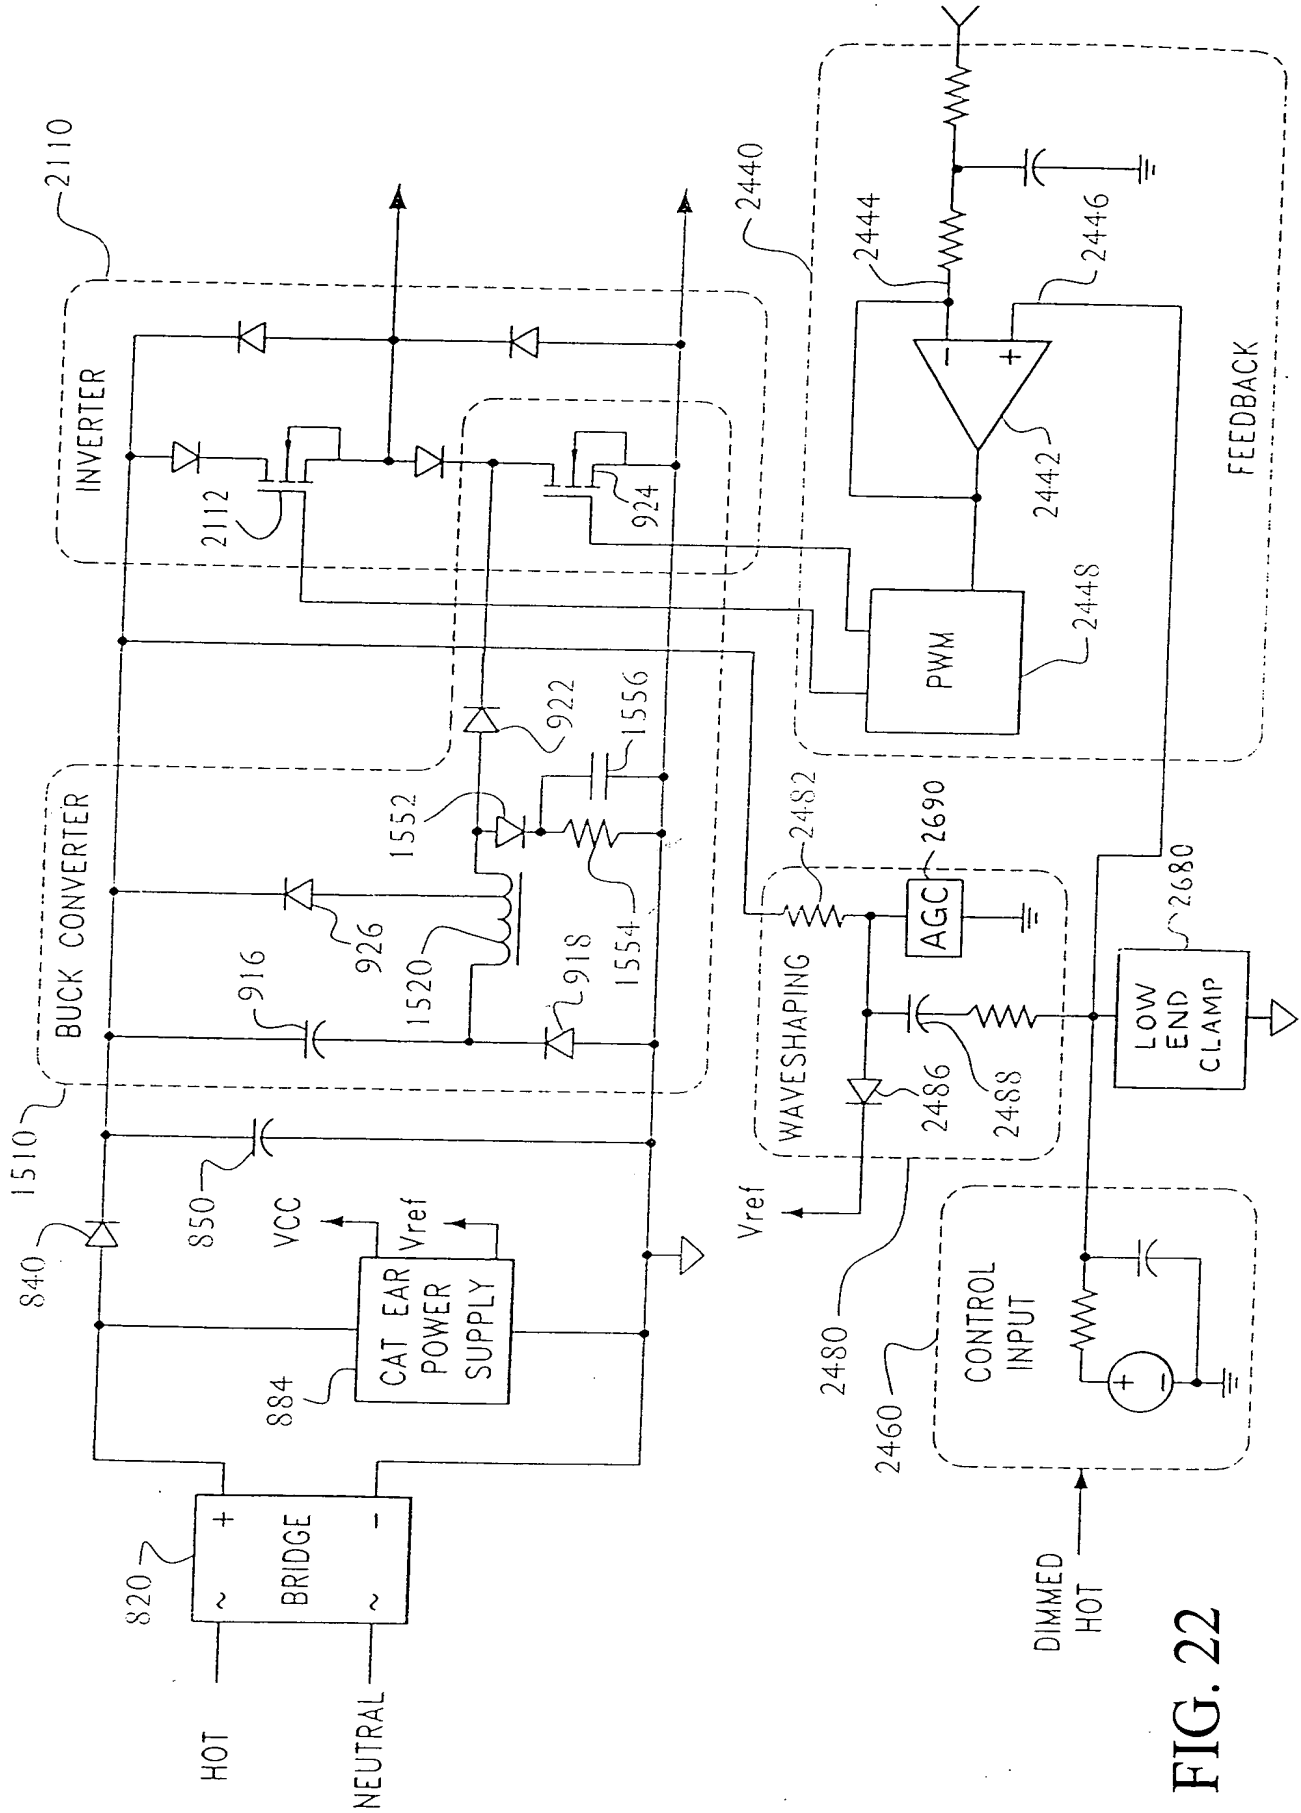 2110
INVERTER
2112
924
1510
BUCK CONVERTER
916
926
1520
918
1552
922
1556
1554
840
850
VCC
Vref
CAT EAR
POWER
SUPPLY
884
820
+
~
BRIDGE
−
~
HOT
NEUTRAL
2440
2444
2446
−
+
2442
PWM
2448
FEEDBACK
2482
AGC
2690
WAVESHAPING
2486
2488
Vref
2480
LOW
END
CLAMP
2680
2460
CONTROL
INPUT
+
−
DIMMED
HOT
FIG. 22